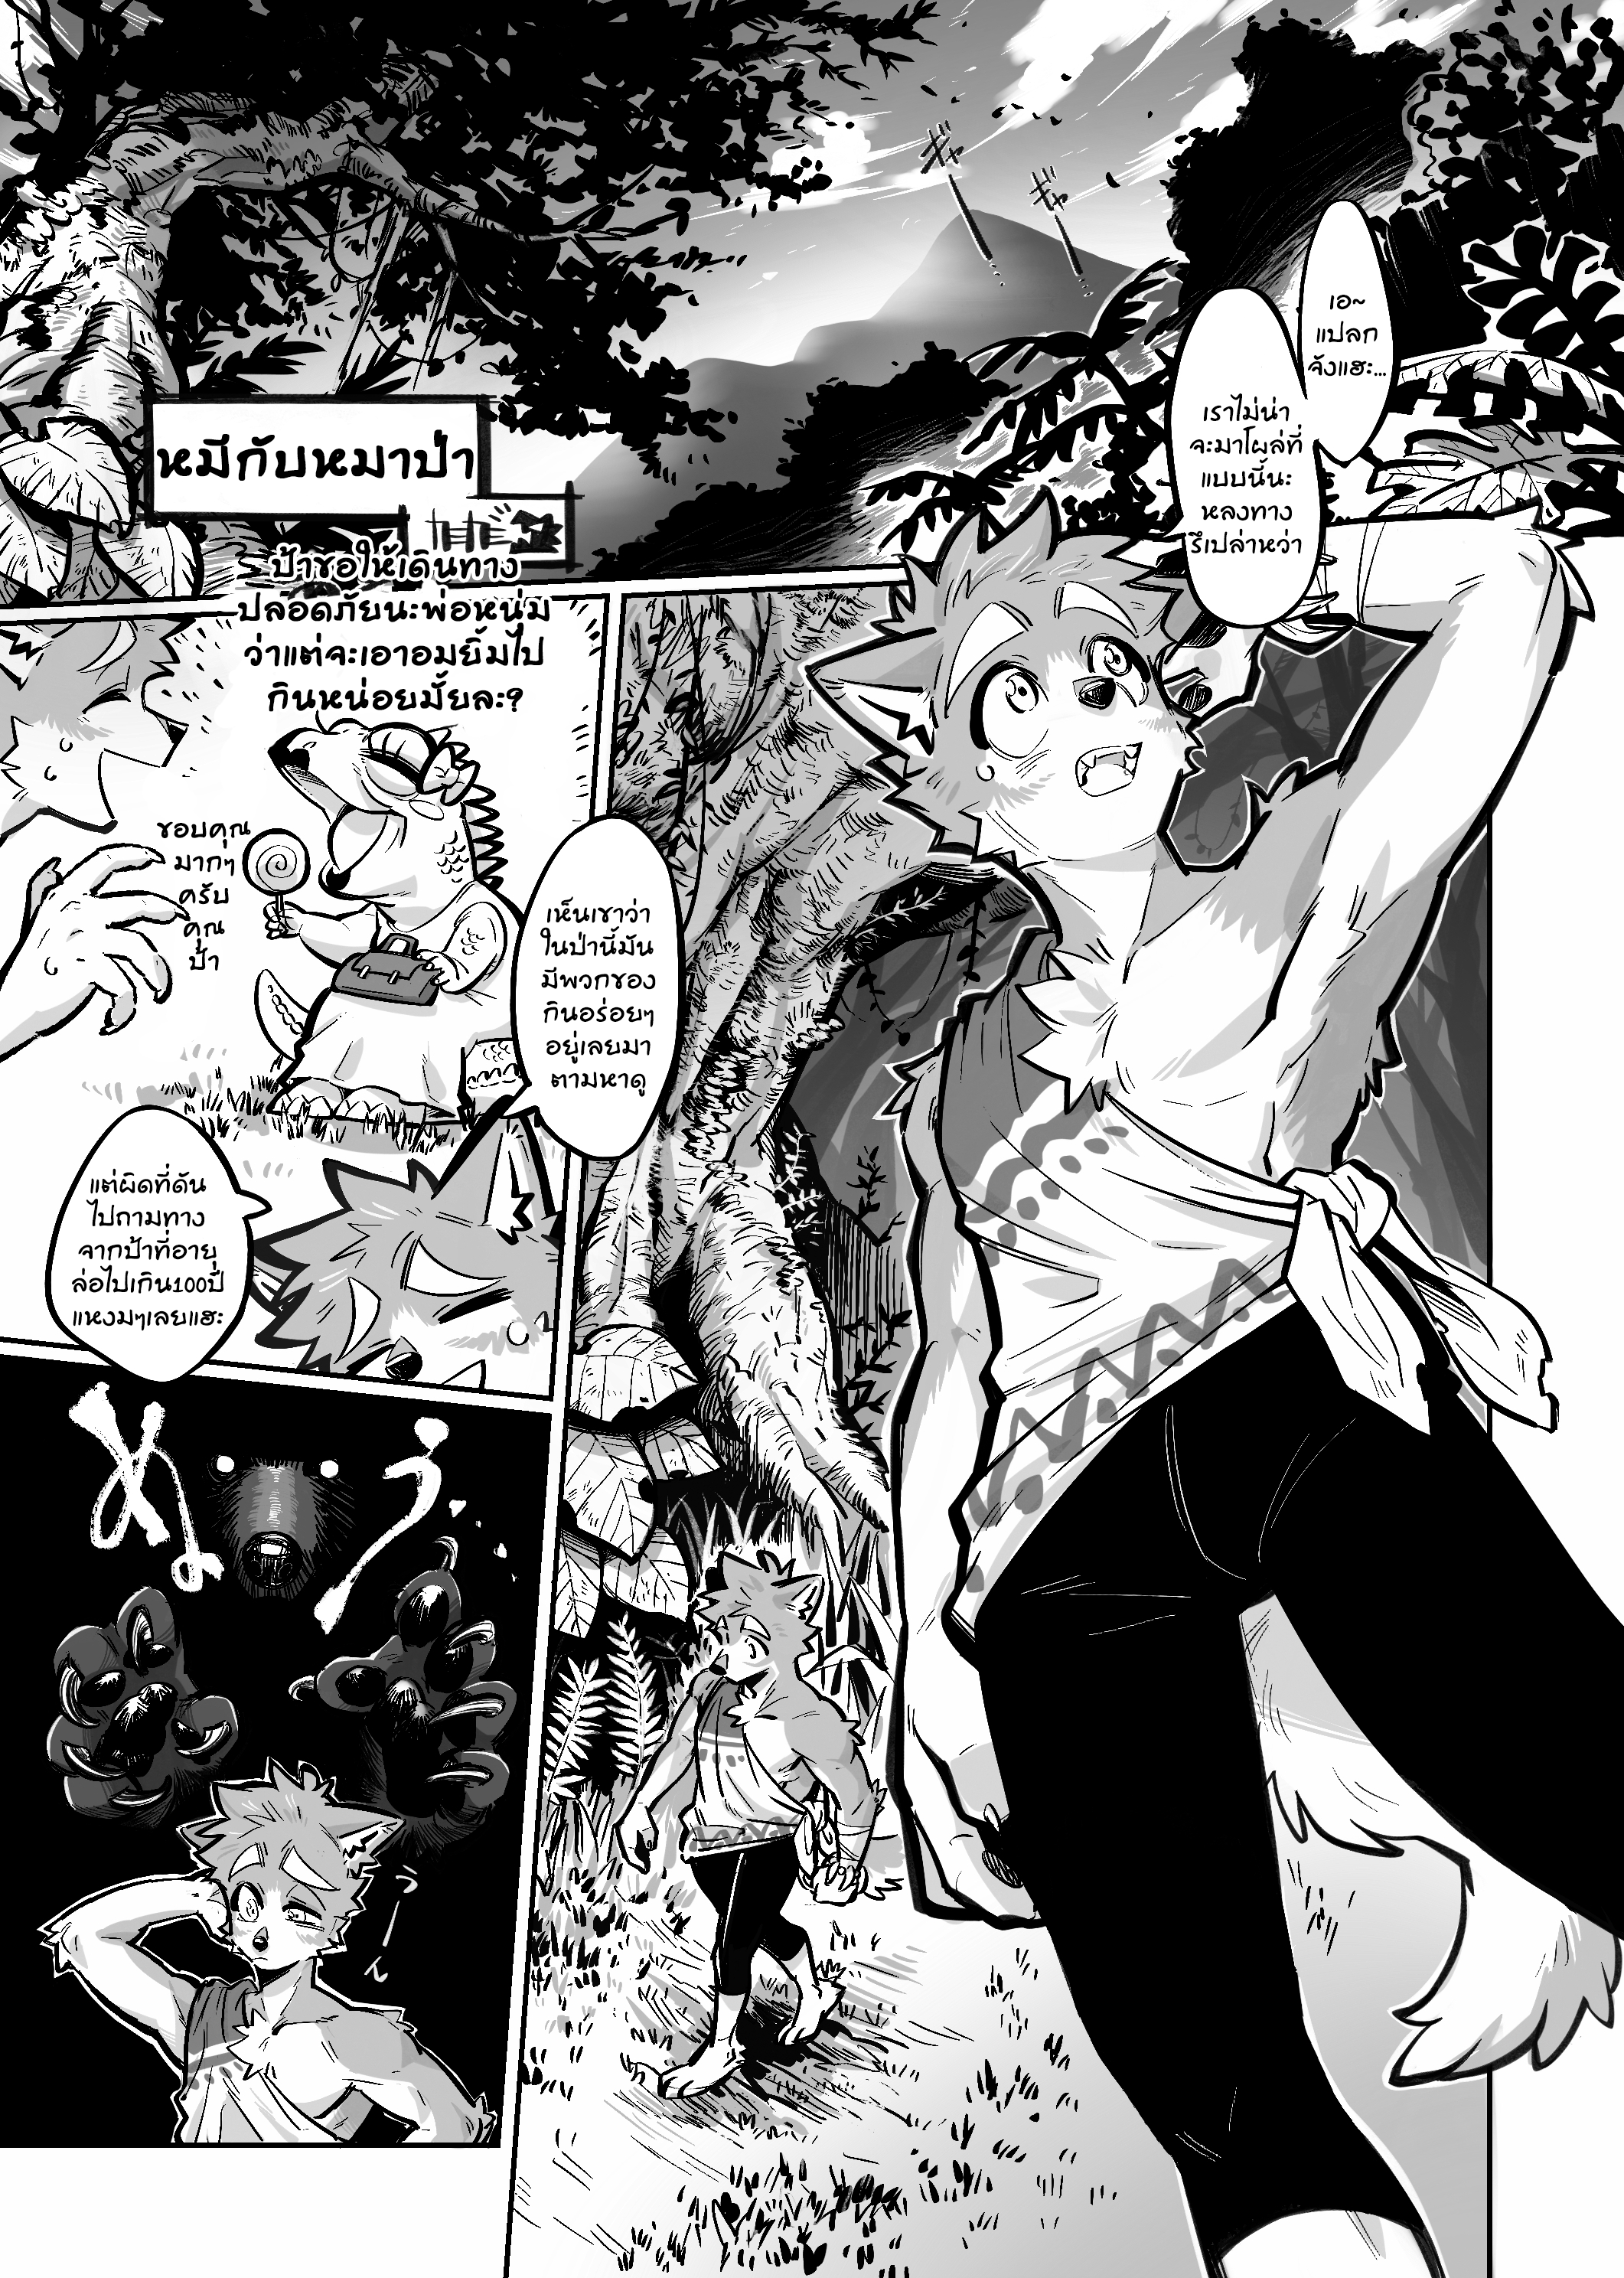 ギャ
ギャ
เอ~
แปลก
จังแฮะ...
เราไม่น่า
จะมาโผล่ที่
แบบนี้นะ
หลงทาง
รึเปล่าหว่า
หมีกับหมาป่า
เห็นเขาว่า
ในป่านี้มัน
มีพวกของ
กินอร่อยๆ
อยู่เลยมา
ตามหาดู
ป้าขอให้เดินทาง
ปลอดภัยนะพ่อหนุ่ม
ว่าแต่จะเอาอมยิ้มไป
กินหน่อยมั้ยละ?
ขอบคุณ
มากๆ
ครับ
คุณ
ป้า
แต่ผิดที่ดัน
ไปถามทาง
จากป้าที่อายุ
ล่อไปเกิน100ปี
แหงมๆเลยแฮะ
ぬぅ
うーん